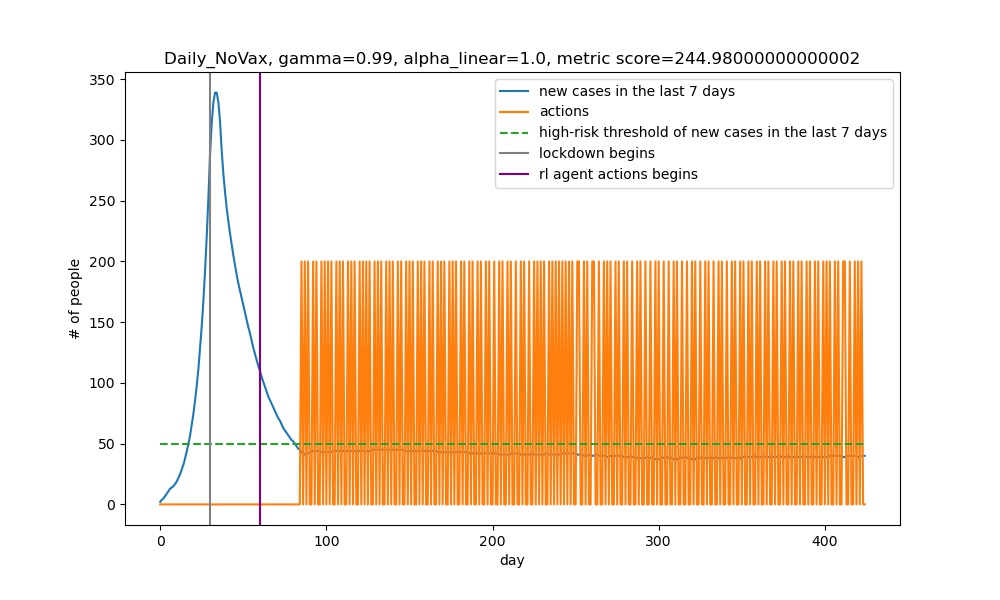 Daily_NoVax, gamma=0.99, alpha_linear=1.0, metric score=244.98000000000002
350
300
250
200
150
100
50
0
# of people
new cases in the last 7 days
actions
high-risk threshold of new cases in the last 7 days
lockdown begins
rl agent actions begins
0 100 200 300 400
day